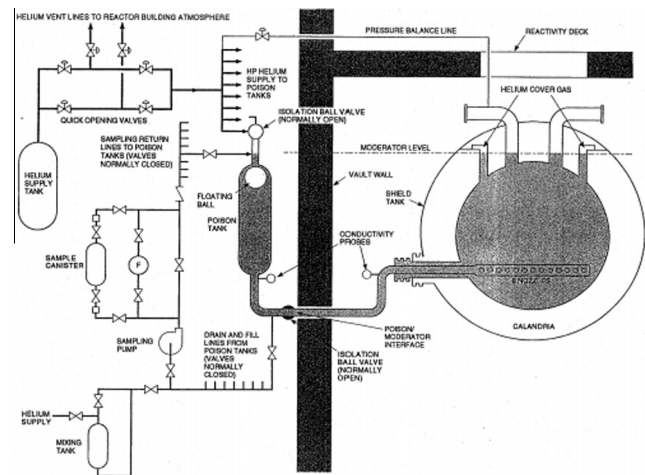 HELIUM VENT LINES TO REACTOR BUILDING ATMOSPHERE
PRESSURE BALANCE LINE
REACTIVITY DECK
HP HELIUM
SUPPLY TO
POISON
TANKS
HELIUM COVER GAS
QUICK OPENING VALVES
ISOLATION BALL VALVE
(NORMALLY OPEN)
SAMPLING RETURN
LINES TO POISON
TANKS (VALVES
NORMALLY CLOSED)
MODERATOR LEVEL
HELIUM
SUPPLY
TANK
VAULT WALL
FLOATING
BALL
SHIELD
TANK
POISON
TANK
CONDUCTIVITY
PROBES
SAMPLE
CANISTER
F
CALANDRIA
SAMPLING
PUMP
DRAIN AND FILL
LINES FROM
POISON TANKS
(VALVES
NORMALLY
CLOSED)
POISON/
MODERATOR
INTERFACE
ISOLATION
BALL VALVE
(NORMALLY
OPEN)
HELIUM
SUPPLY
MIXING
TANK